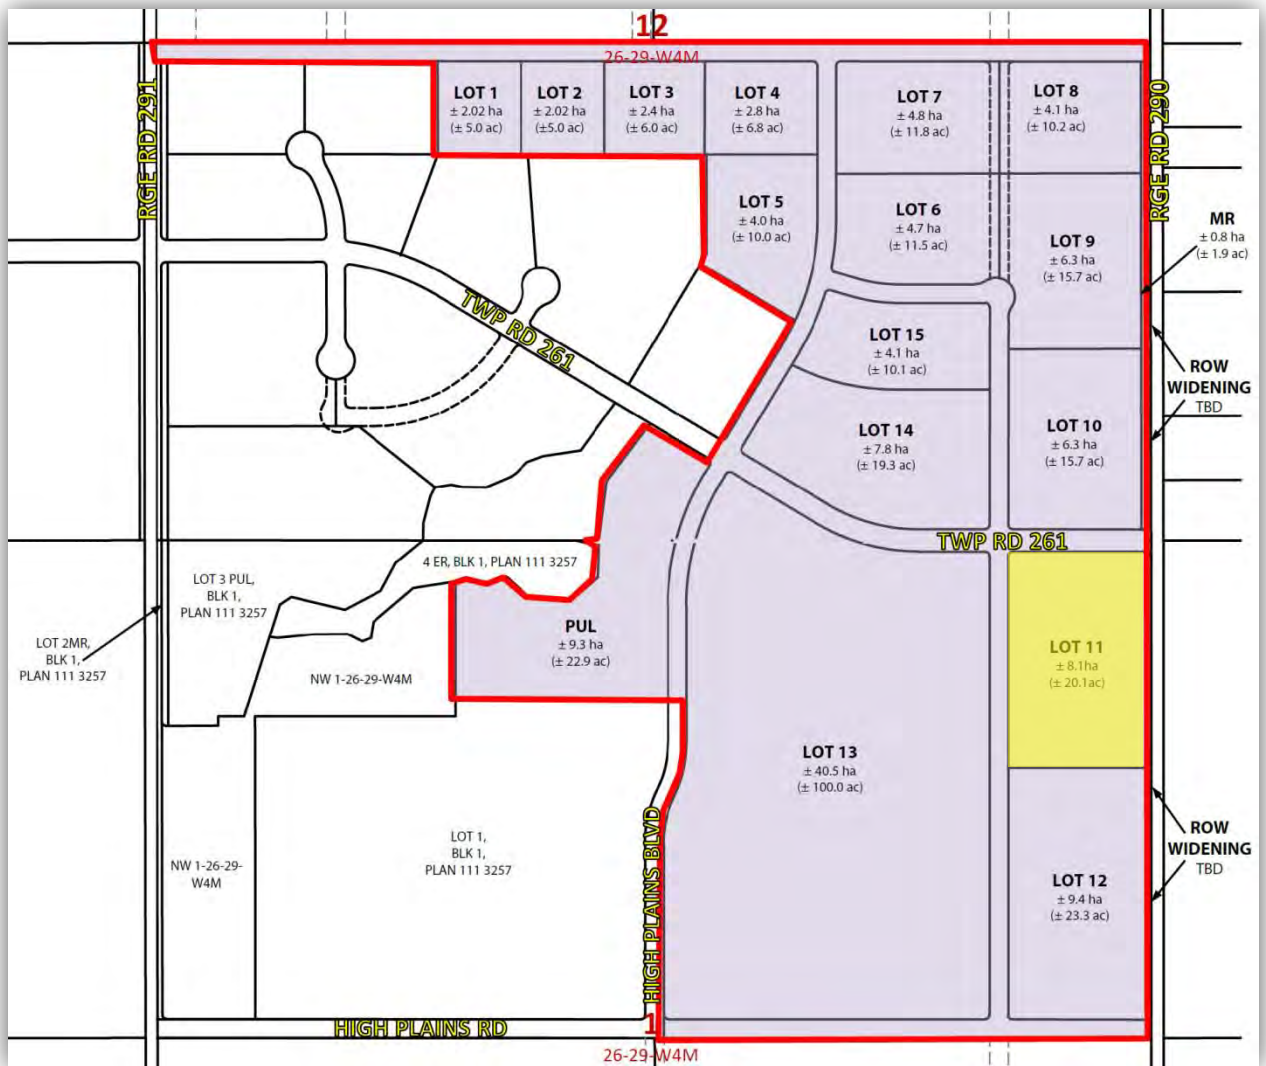 12
26-29-W4M
RGE RD 291
RGE RD 290
LOT 1
± 2.02 ha
(± 5.0 ac)
LOT 2
± 2.02 ha
(±5.0 ac)
LOT 3
± 2.4 ha
(± 6.0 ac)
LOT 4
± 2.8 ha
(± 6.8 ac)
LOT 7
± 4.8 ha
(± 11.8 ac)
LOT 8
± 4.1 ha
(± 10.2 ac)
LOT 5
± 4.0 ha
(± 10.0 ac)
LOT 6
± 4.7 ha
(± 11.5 ac)
LOT 9
± 6.3 ha
(± 15.7 ac)
MR
± 0.8 ha
(± 1.9 ac)
TWP RD 261
LOT 15
± 4.1 ha
(± 10.1 ac)
ROW
WIDENING
TBD
LOT 14
± 7.8 ha
(± 19.3 ac)
LOT 10
± 6.3 ha
(± 15.7 ac)
TWP RD 261
4 ER, BLK 1, PLAN 111 3257
LOT 3 PUL,
BLK 1,
PLAN 111 3257
LOT 2MR,
BLK 1,
PLAN 111 3257
NW 1-26-29-W4M
PUL
± 9.3 ha
(± 22.9 ac)
LOT 11
± 8.1ha
(± 20.1ac)
LOT 13
± 40.5 ha
(± 100.0 ac)
LOT 1,
BLK 1,
PLAN 111 3257
NW 1-26-29-
W4M
HIGH PLAINS BLVD
LOT 12
± 9.4 ha
(± 23.3 ac)
ROW
WIDENING
TBD
HIGH PLAINS RD
1
26-29-W4M